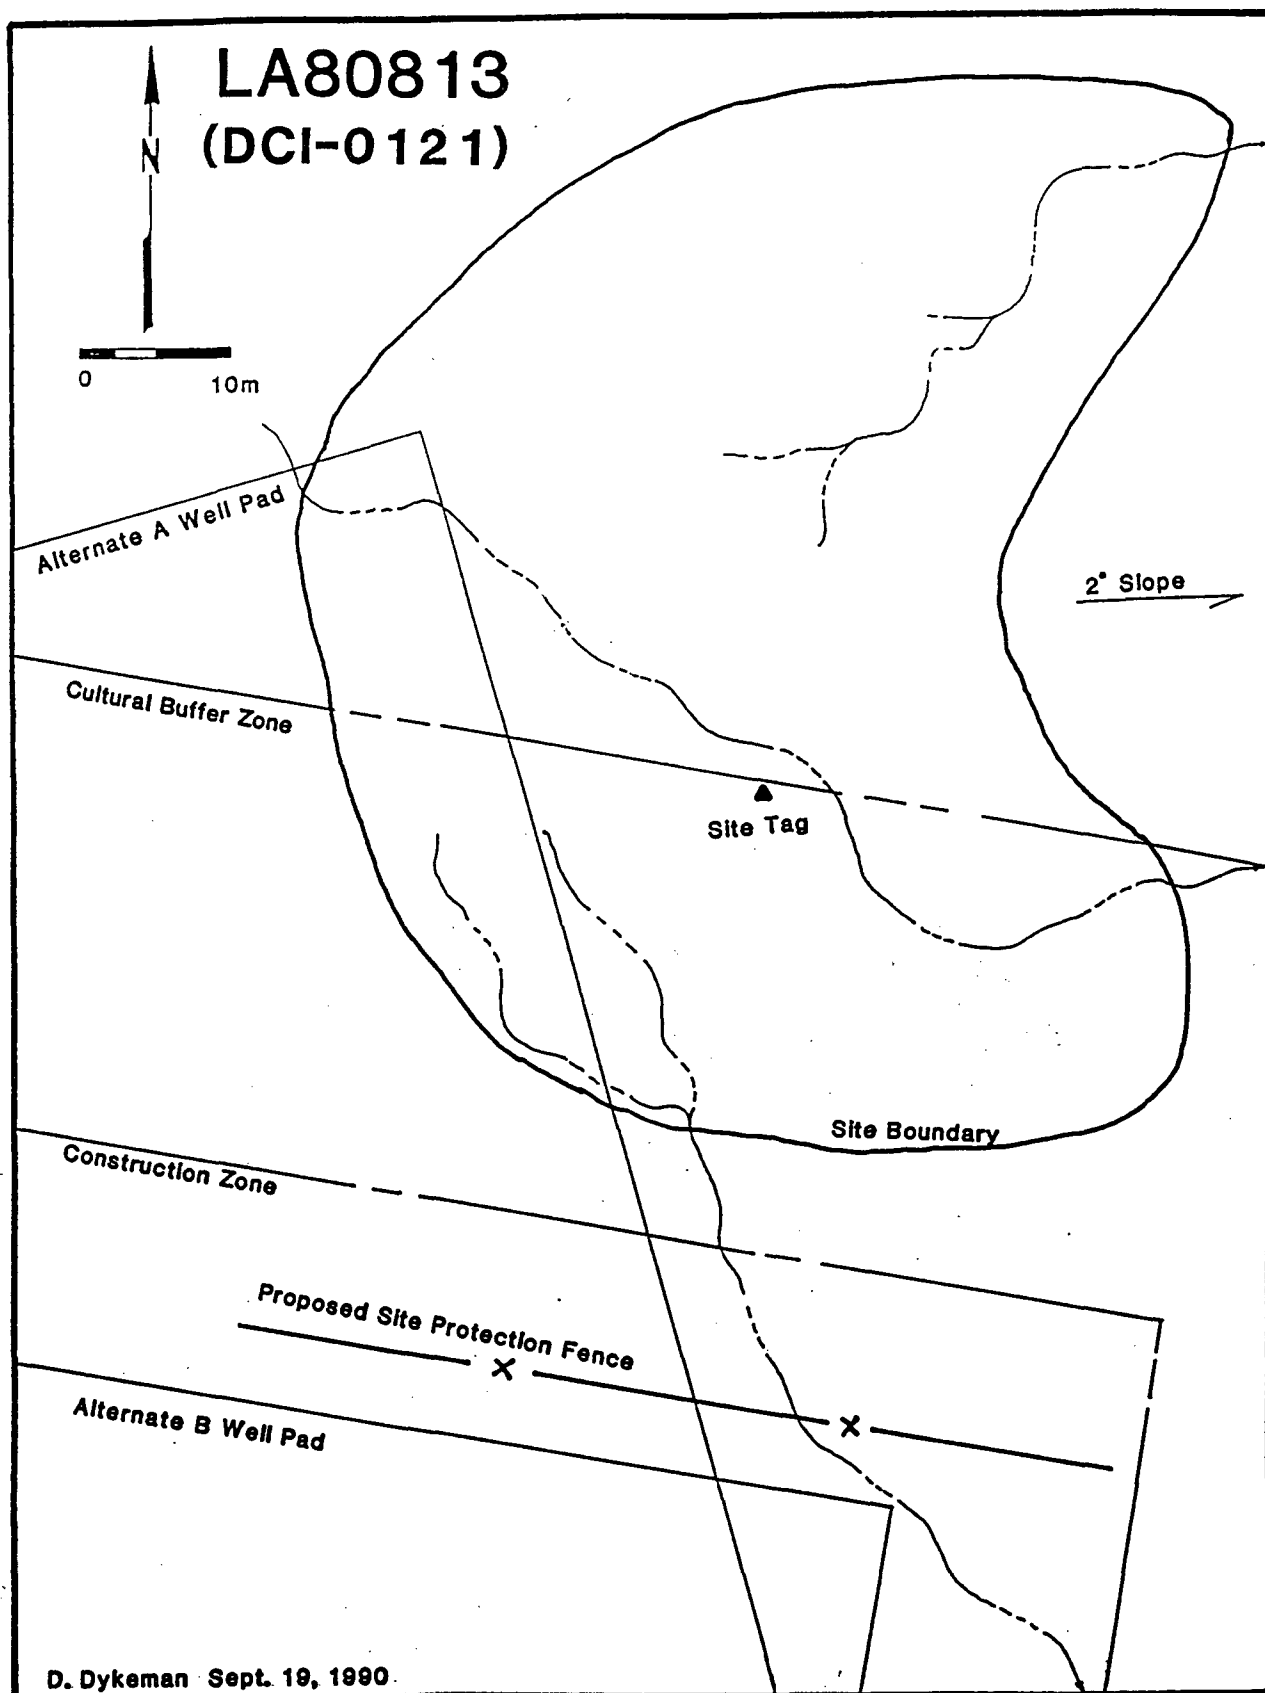 LA80813
(DCI-0121)
N
0 10m
Alternate A Well Pad
2° Slope
Cultural Buffer Zone
Site Tag
Site Boundary
Construction Zone
Proposed Site Protection Fence
Alternate B Well Pad
D. Dykeman Sept. 19, 1990